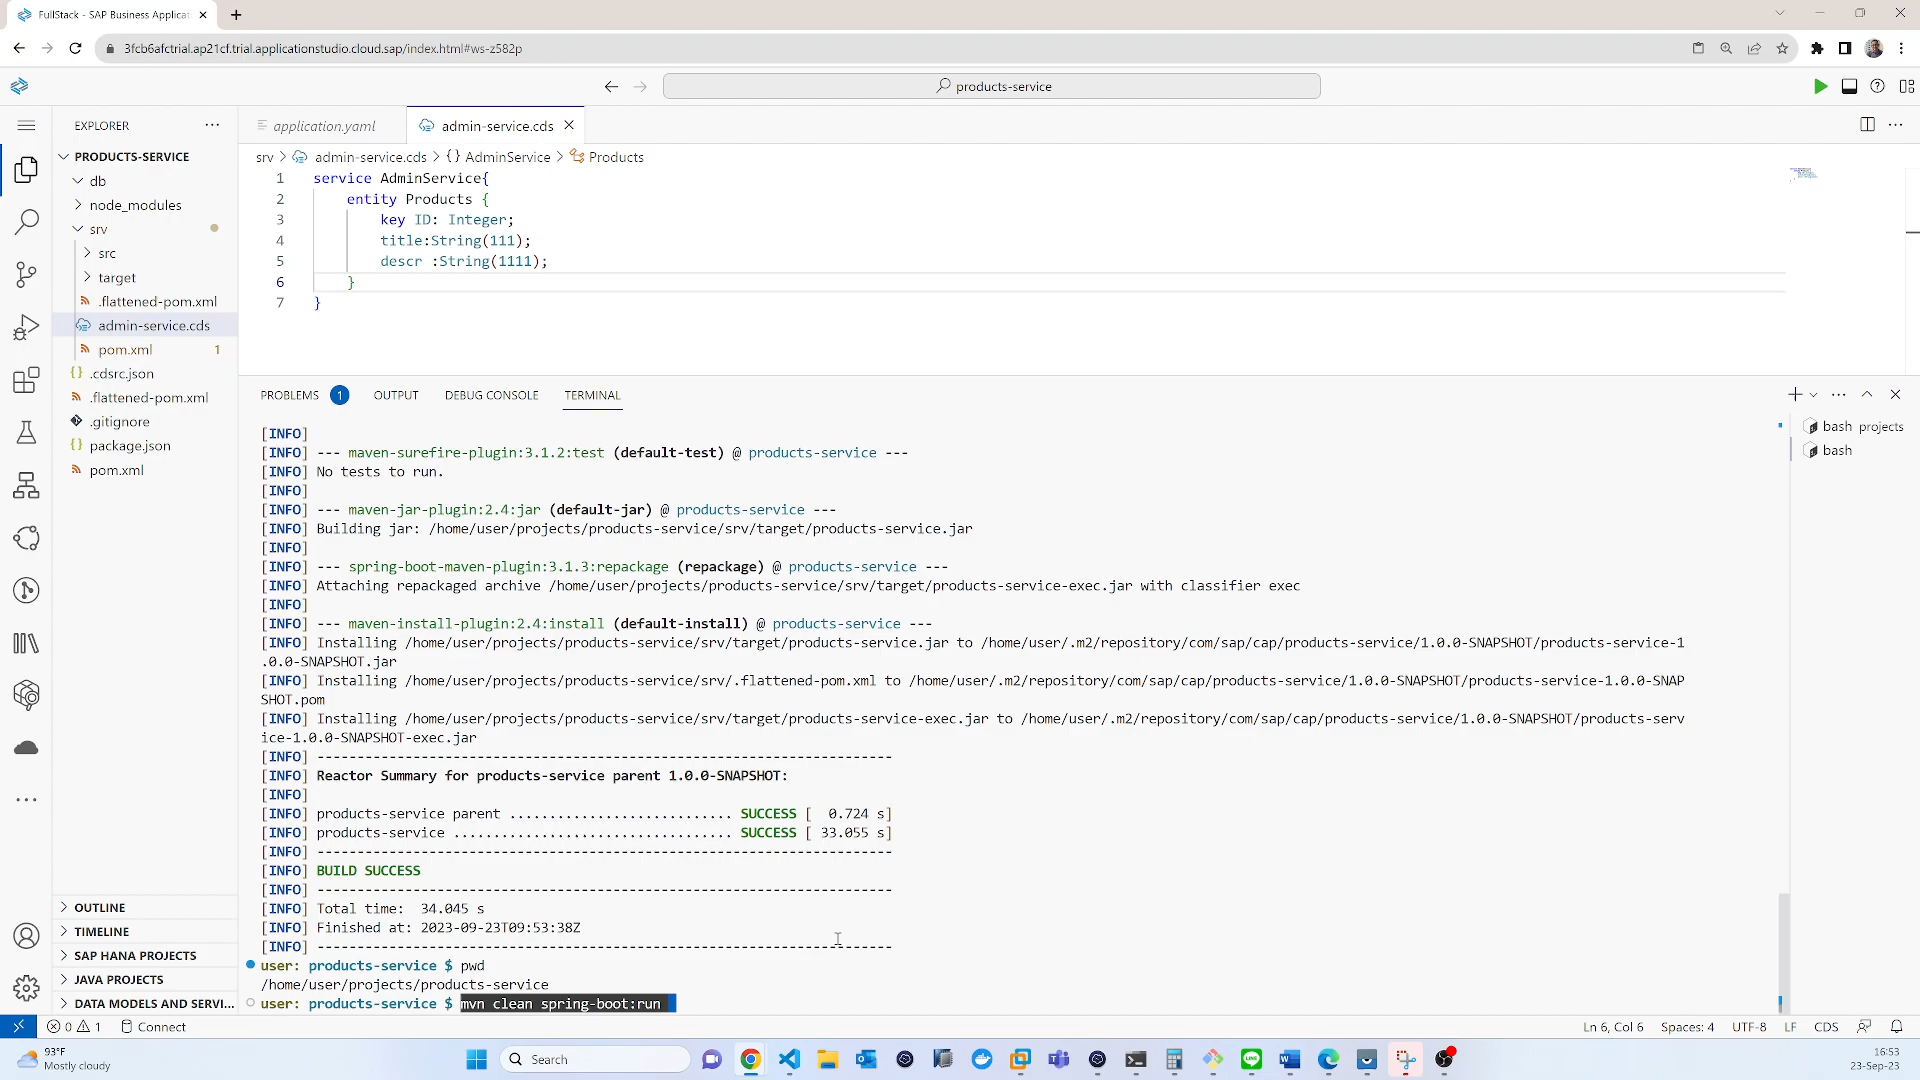 FullStack - SAP Business Applicat
3fcb6afctrial.ap21cf.trial.applicationstudio.cloud.sap/index.html#ws-z582p
products-service
EXPLORER
PRODUCTS-SERVICE
db
node_modules
srv
src
target
.flattened-pom.xml
admin-service.cds
pom.xml 1
.cdsrc.json
.flattened-pom.xml
.gitignore
package.json
pom.xml
OUTLINE
TIMELINE
SAP HANA PROJECTS
JAVA PROJECTS
DATA MODELS AND SERVI...
application.yaml
admin-service.cds
srv > admin-service.cds > {} AdminService > Products
1 service AdminService{
2 entity Products {
3 key ID: Integer;
4 title:String(111);
5 descr :String(1111);
6 }
7 }
PROBLEMS 1 OUTPUT DEBUG CONSOLE TERMINAL
[INFO]
[INFO] --- maven-surefire-plugin:3.1.2:test (default-test) @ products-service ---
[INFO] No tests to run.
[INFO]
[INFO] --- maven-jar-plugin:2.4:jar (default-jar) @ products-service ---
[INFO] Building jar: /home/user/projects/products-service/srv/target/products-service.jar
[INFO]
[INFO] --- spring-boot-maven-plugin:3.1.3:repackage (repackage) @ products-service ---
[INFO] Attaching repackaged archive /home/user/projects/products-service/srv/target/products-service-exec.jar with classifier exec
[INFO]
[INFO] --- maven-install-plugin:2.4:install (default-install) @ products-service ---
[INFO] Installing /home/user/projects/products-service/srv/target/products-service.jar to /home/user/.m2/repository/com/sap/cap/products-service/1.0.0-SNAPSHOT/products-service-1
.0.0-SNAPSHOT.jar
[INFO] Installing /home/user/projects/products-service/srv/.flattened-pom.xml to /home/user/.m2/repository/com/sap/cap/products-service/1.0.0-SNAPSHOT/products-service-1.0.0-SNAP
SHOT.pom
[INFO] Installing /home/user/projects/products-service/srv/target/products-service-exec.jar to /home/user/.m2/repository/com/sap/cap/products-service/1.0.0-SNAPSHOT/products-serv
ice-1.0.0-SNAPSHOT-exec.jar
[INFO] ------------------------------------------------------------------------
[INFO] Reactor Summary for products-service parent 1.0.0-SNAPSHOT:
[INFO]
[INFO] products-service parent ............................ SUCCESS [  0.724 s]
[INFO] products-service ................................... SUCCESS [ 33.055 s]
[INFO] ------------------------------------------------------------------------
[INFO] BUILD SUCCESS
[INFO] ------------------------------------------------------------------------
[INFO] Total time:  34.045 s
[INFO] Finished at: 2023-09-23T09:53:38Z
[INFO] ------------------------------------------------------------------------
user: products-service $ pwd
/home/user/projects/products-service
user: products-service $ mvn clean spring-boot:run
bash projects
bash
0 1 Connect
Ln 6, Col 6 Spaces: 4 UTF-8 LF CDS
93°F
Mostly cloudy
Search
16:53
23-Sep-23